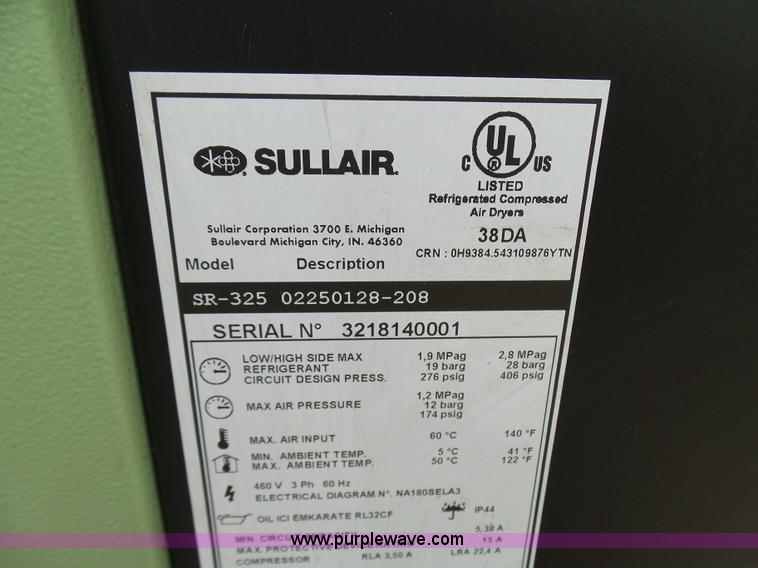 SULLAIR
C UL US
LISTED
Refrigerated Compressed
Air Dryers
38DA
CRN : 0H9384.543109876YTN
Sullair Corporation 3700 E. Michigan
Boulevard Michigan City, IN. 46360
Model Description
SR-325 02250128-208
SERIAL N° 3218140001
LOW/HIGH SIDE MAX 1,9 MPag 2,8 MPag
REFRIGERANT 19 barg 28 barg
CIRCUIT DESIGN PRESS. 276 psig 406 psig
1,2 MPag
MAX AIR PRESSURE 12 barg
174 psig
MAX. AIR INPUT 60 °C 140 °F
MIN. AMBIENT TEMP. 5 °C 41 °F
MAX. AMBIENT TEMP. 50 °C 122 °F
460 V 3 Ph 60 Hz
ELECTRICAL DIAGRAM N°. NA180SELA3
OIL ICI EMKARATE RL32CF IP44
MIN. CIRCUIT 5,38 A
MAX. PROTECTIVE DEVICE 15 A
COMPRESSOR : RLA 3,50 A LRA 22,4 A
www.purplewave.com